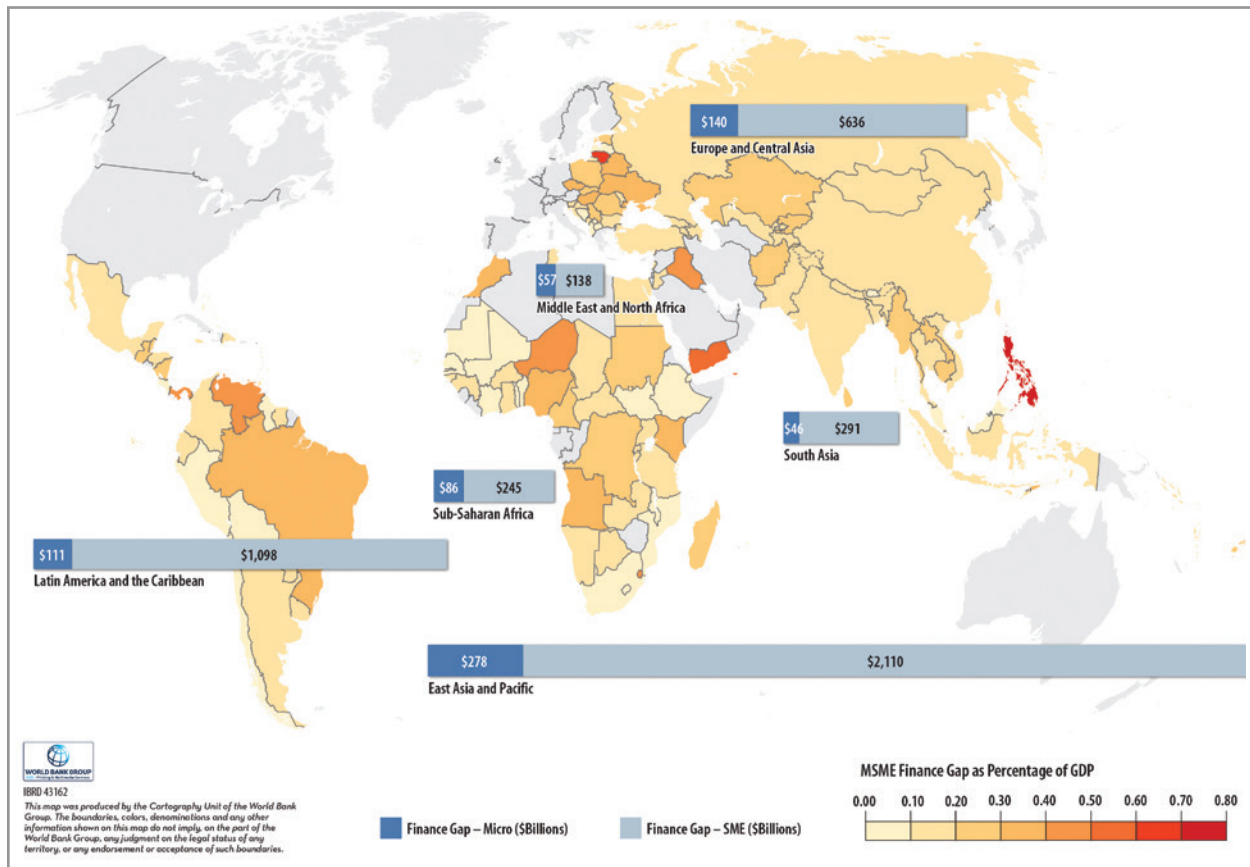 $140 $636
Europe and Central Asia
$57 $138
Middle East and North Africa
$46 $291
South Asia
$86 $245
Sub-Saharan Africa
$111 $1,098
Latin America and the Caribbean
$278 $2,110
East Asia and Pacific
WORLD BANK GROUP
IBRD 43162
This map was produced by the Cartography Unit of the World Bank
Group. The boundaries, colors, denominations and any other
information shown on this map do not imply, on the part of the
World Bank Group, any judgment on the legal status of any
territory, or any endorsement or acceptance of such boundaries.
Finance Gap – Micro ($Billions) Finance Gap – SME ($Billions)
MSME Finance Gap as Percentage of GDP
0.00 0.10 0.20 0.30 0.40 0.50 0.60 0.70 0.80